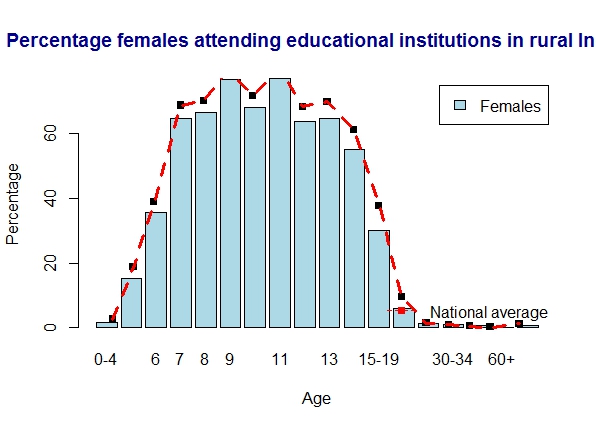 Percentage females attending educational institutions in rural In
Females
Percentage
60
40
20
0
National average
0-4 6 7 8 9 11 13 15-19 30-34 60+
Age